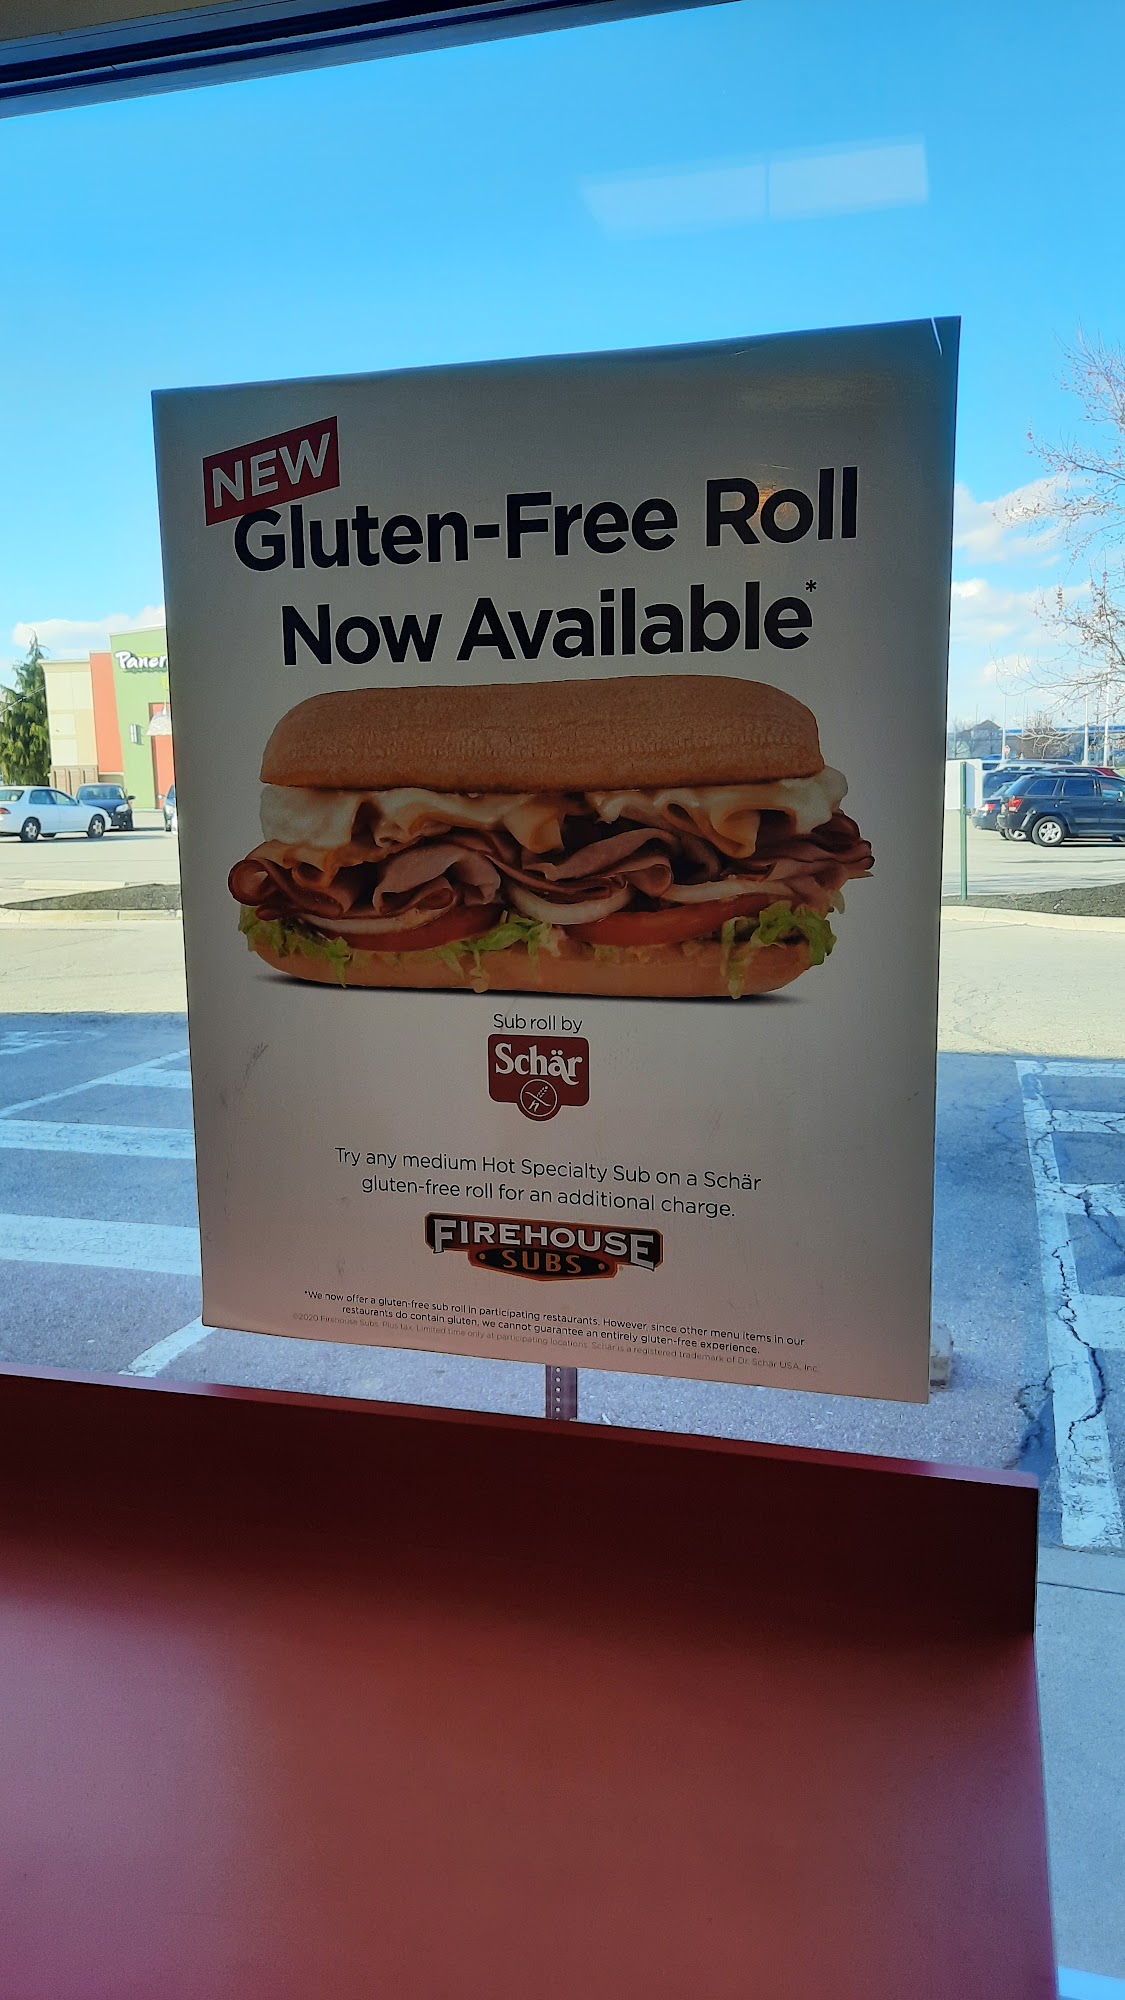 NEW
Gluten-Free Roll
Now Available*
Paner
Sub roll by
Schär
Try any medium Hot Specialty Sub on a Schär
gluten-free roll for an additional charge.
FIREHOUSE
SUBS
*We now offer a gluten-free sub roll in participating restaurants. However, since other menu items in our
restaurants do contain gluten, we cannot guarantee an entirely gluten-free experience.
©2020 Firehouse Subs. Plus tax. Limited time only at participating locations. Schär is a registered trademark of Dr. Schär USA, Inc.